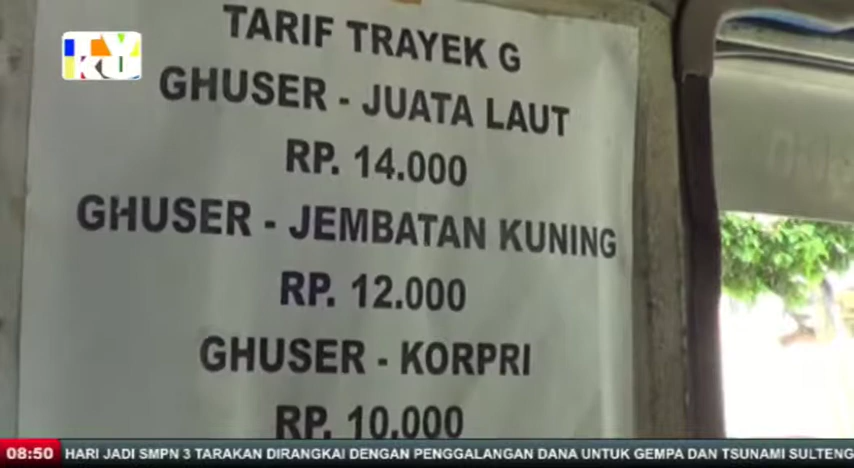 TVKU
TARIF TRAYEK G
GHUSER - JUATA LAUT
RP. 14.000
GHUSER - JEMBATAN KUNING
RP. 12.000
GHUSER - KORPRI
RP. 10.000
08:50 HARI JADI SMPN 3 TARAKAN DIRANGKAI DENGAN PENGGALANGAN DANA UNTUK GEMPA DAN TSUNAMI SULTENG